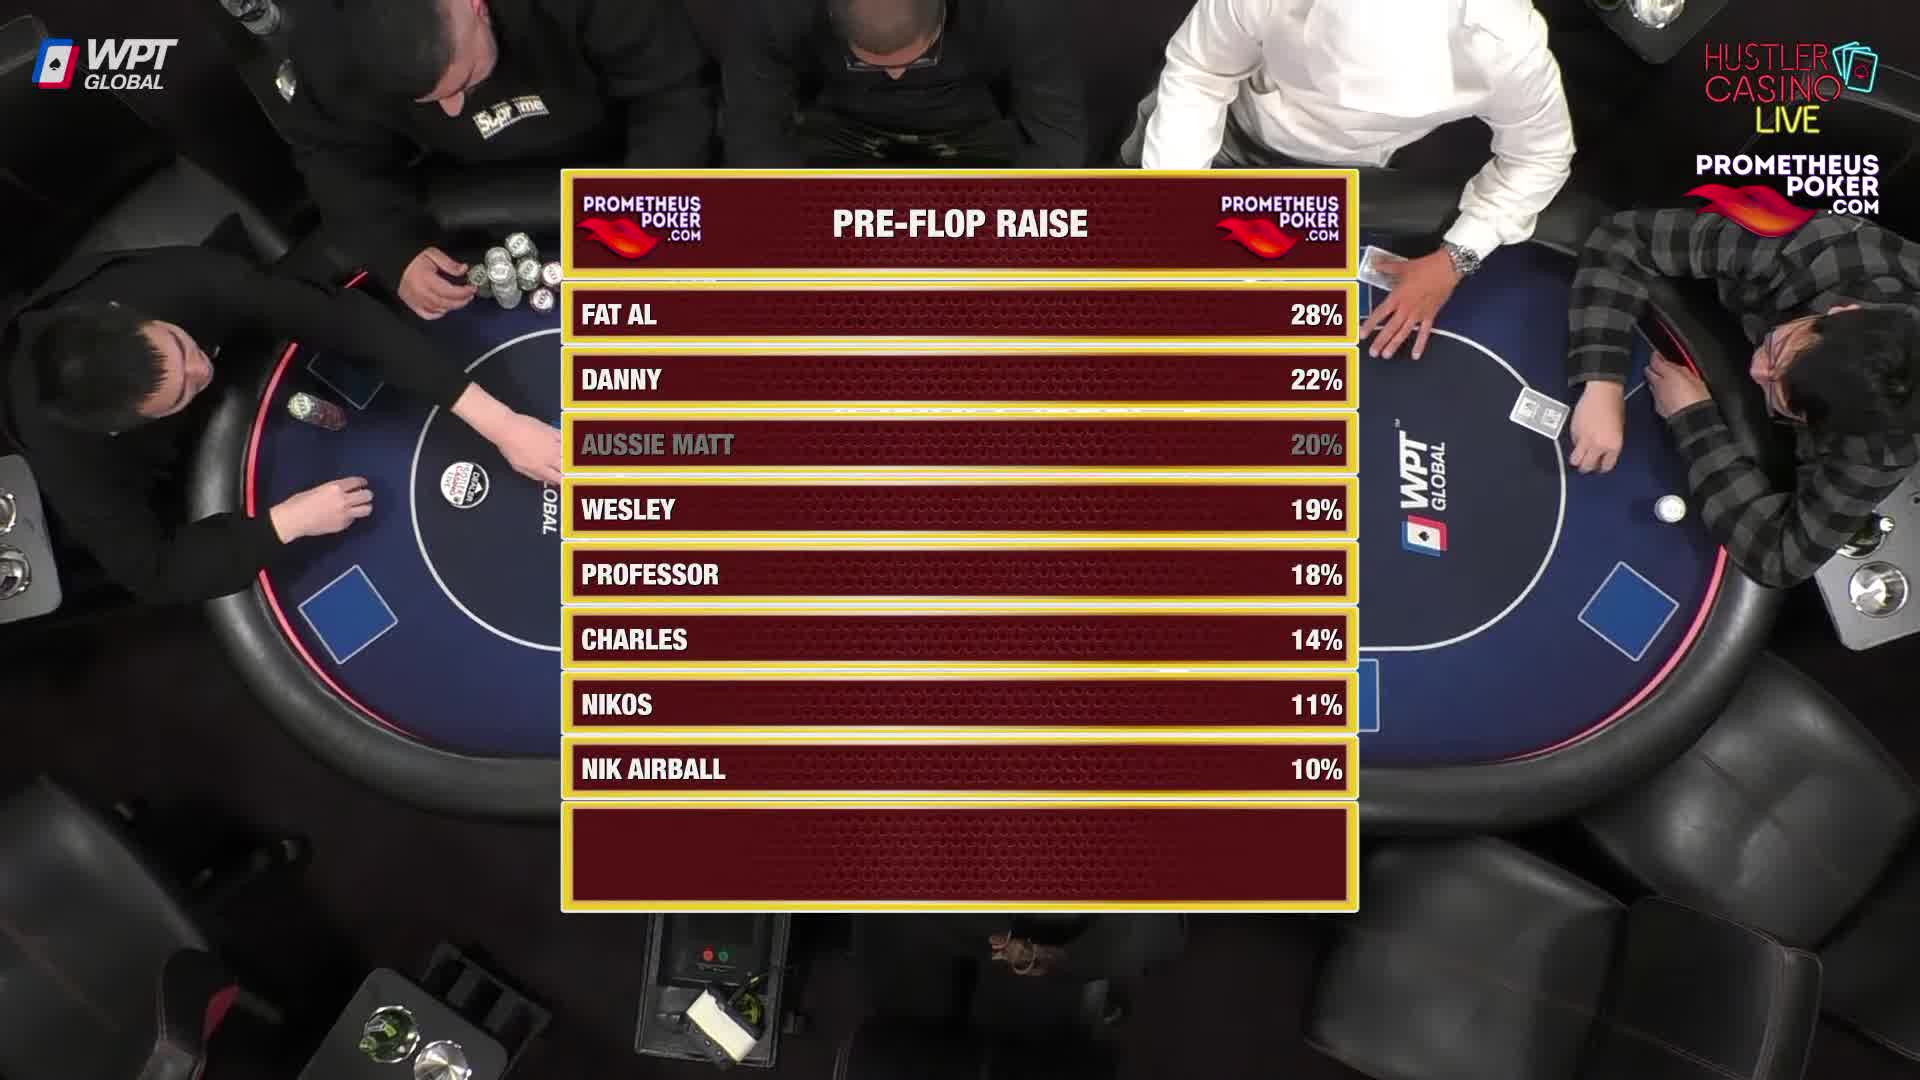 WPT
GLOBAL
HUSTLER
CASINO
LIVE
PROMETHEUS
POKER
.COM
PROMETHEUS
POKER
.COM
PRE-FLOP RAISE
PROMETHEUS
POKER
.COM
FAT AL 28%
DANNY 22%
AUSSIE MATT 20%
WESLEY 19%
PROFESSOR 18%
CHARLES 14%
NIKOS 11%
NIK AIRBALL 10%
WPT
GLOBAL
DEALER